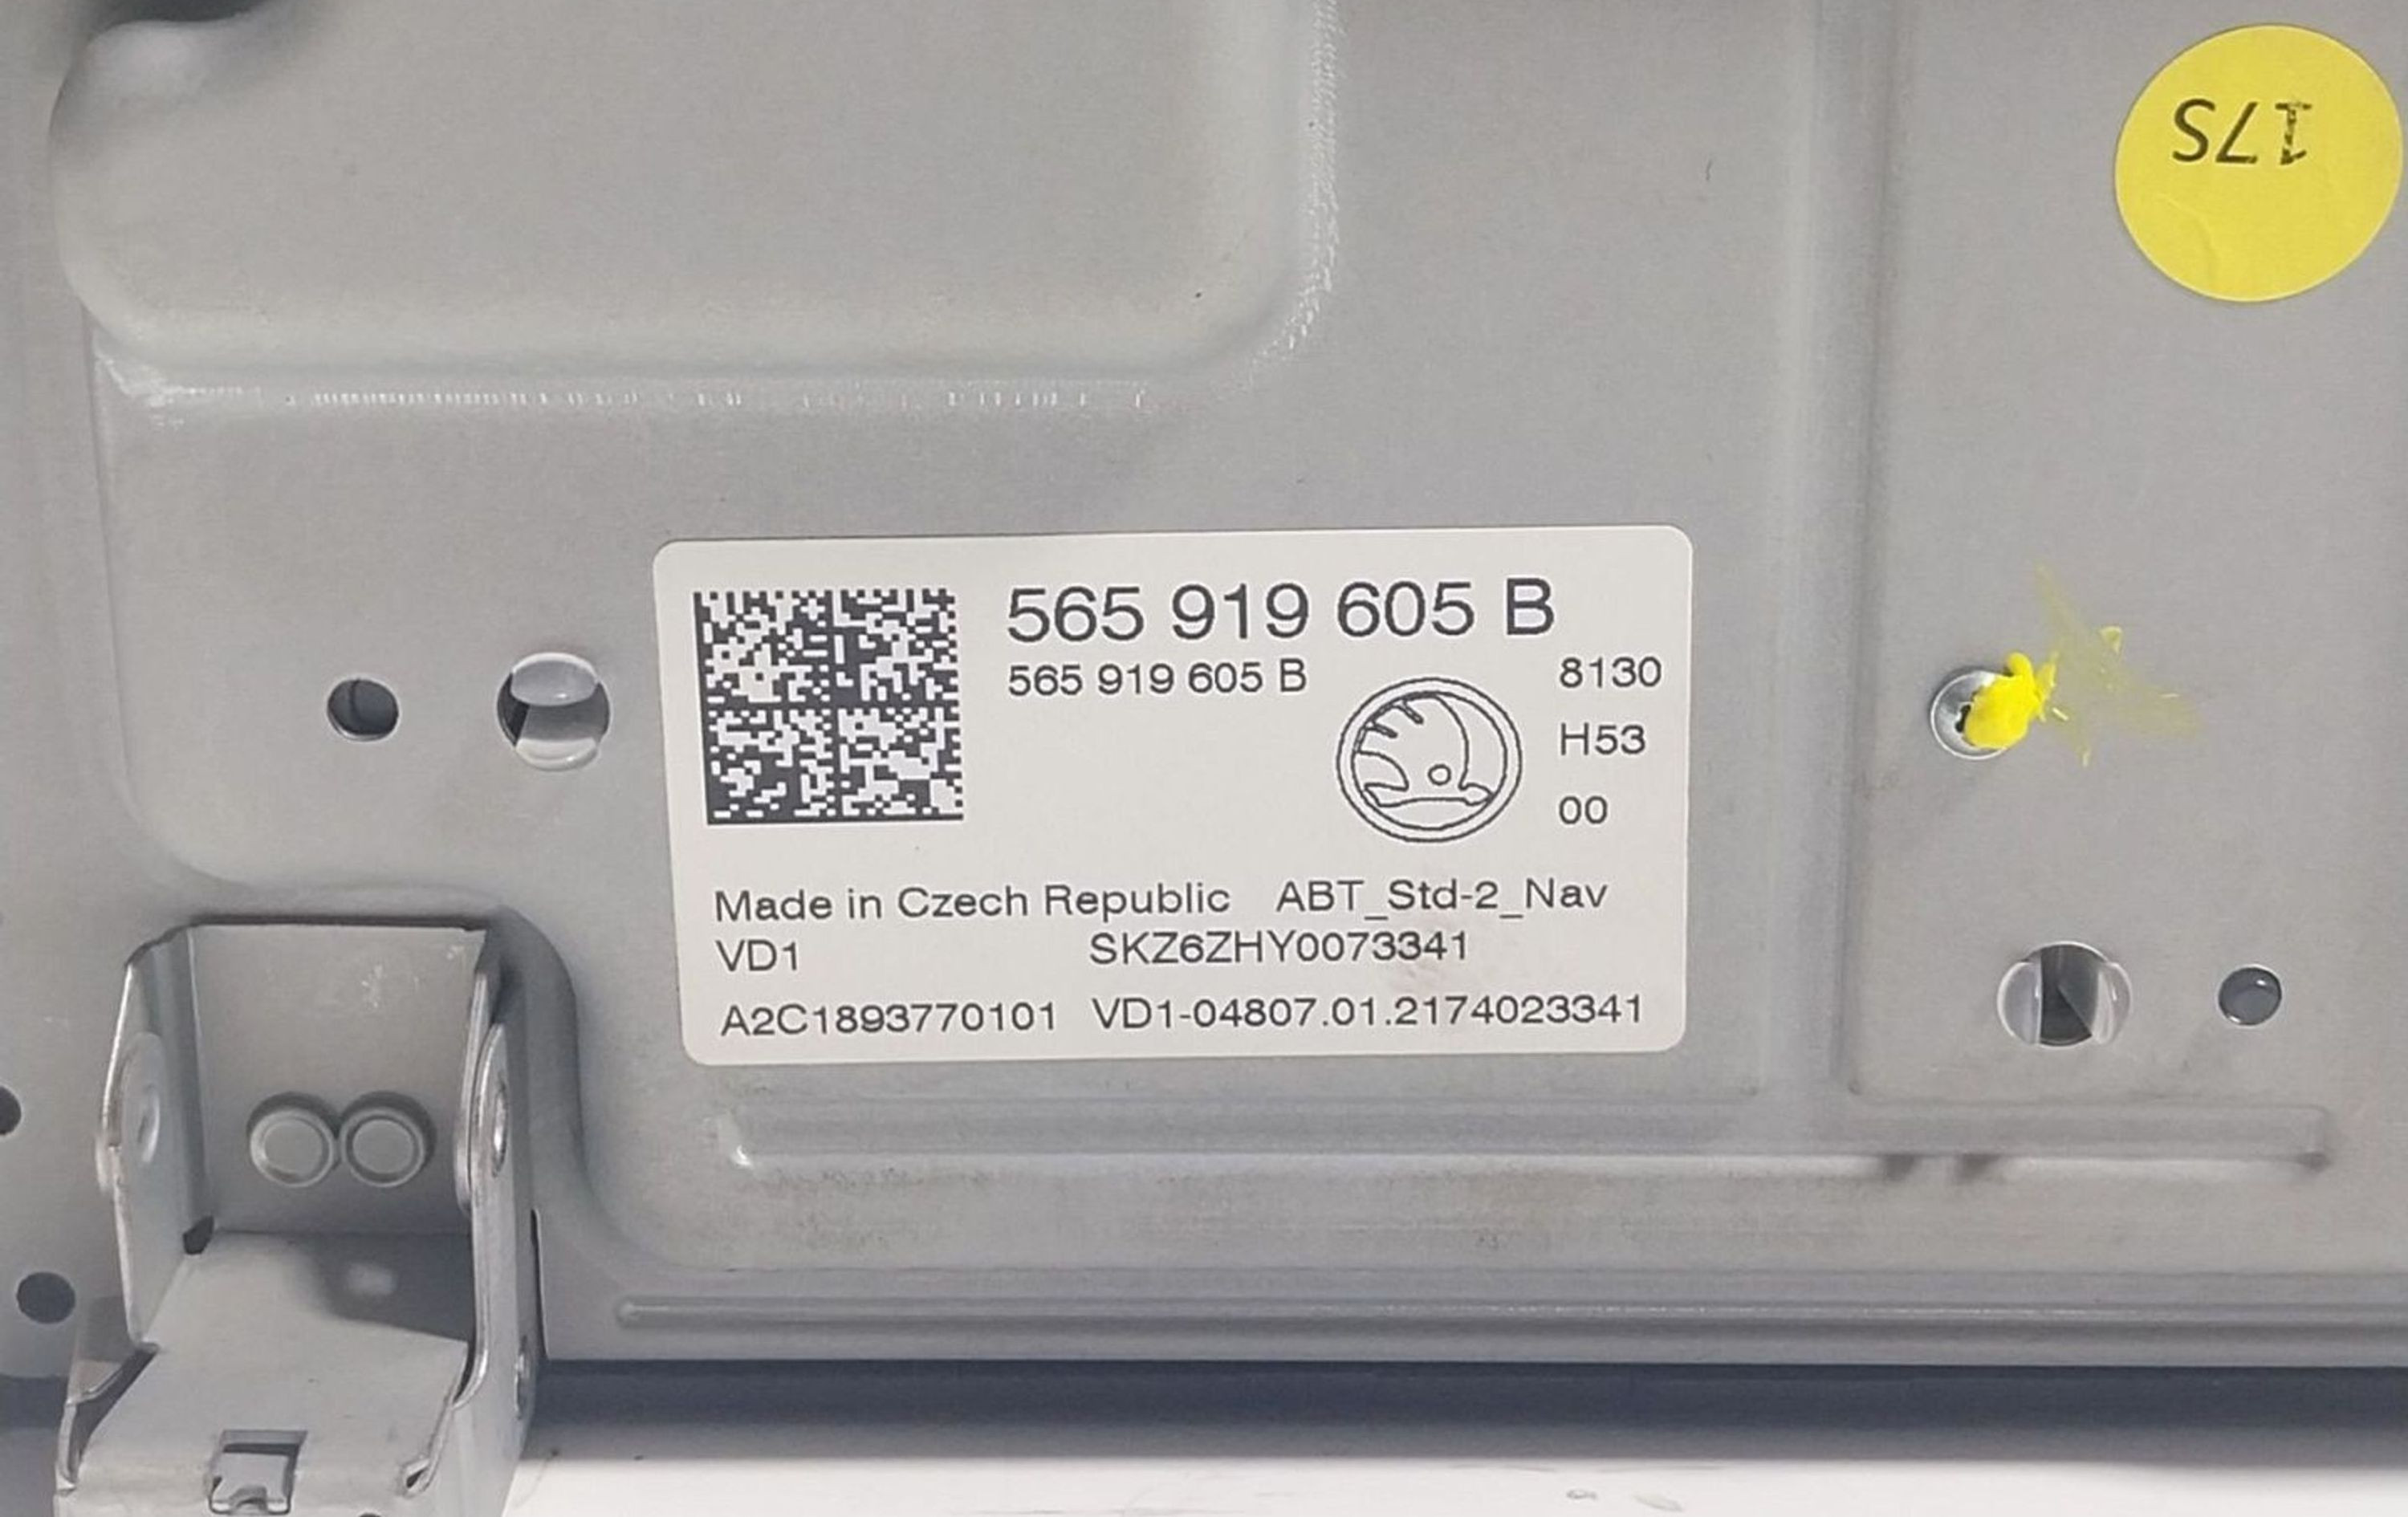 175
565 919 605 B
565 919 605 B
8130
H53
00
Made in Czech Republic ABT_Std-2_Nav
VD1 SKZ6ZHY0073341
A2C1893770101 VD1-04807.01.2174023341